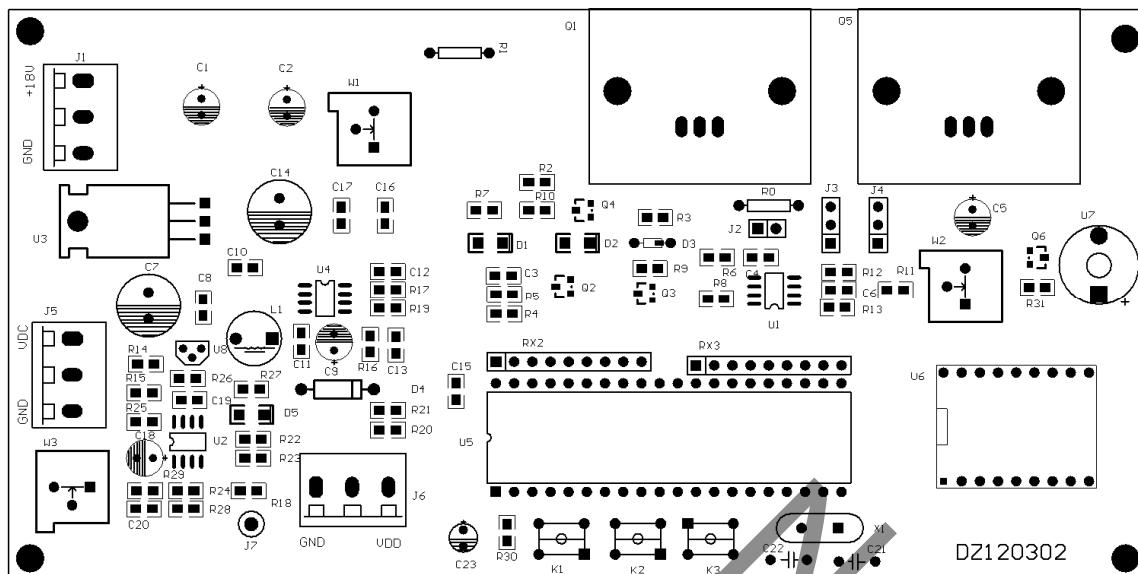 Q1
Q5
R1
J1
+18V
GND
C1
C2
W1
R2
C14
C17
C16
R7
R10
Q4
R0
J3
J4
R3
J2
C5
U7
U3
D1
D2
D3
W2
Q6
C10
R6
C4
C7
C8
U4
C12
R17
R19
C3
R5
R4
Q2
R9
Q3
R8
U1
R12
C6
R13
R11
R31
+
J5
VDC
GND
L1
R14
U8
C11
C9
R16
C13
RX2
RX3
R15
R26
R27
D4
C15
U6
R25
C19
D5
R21
R20
W3
C18
U2
R22
R23
U5
R29
R24
R28
C20
R18
J6
J7
GND
VDD
C23
R30
K1
K2
K3
X1
C22
C21
DZ120302